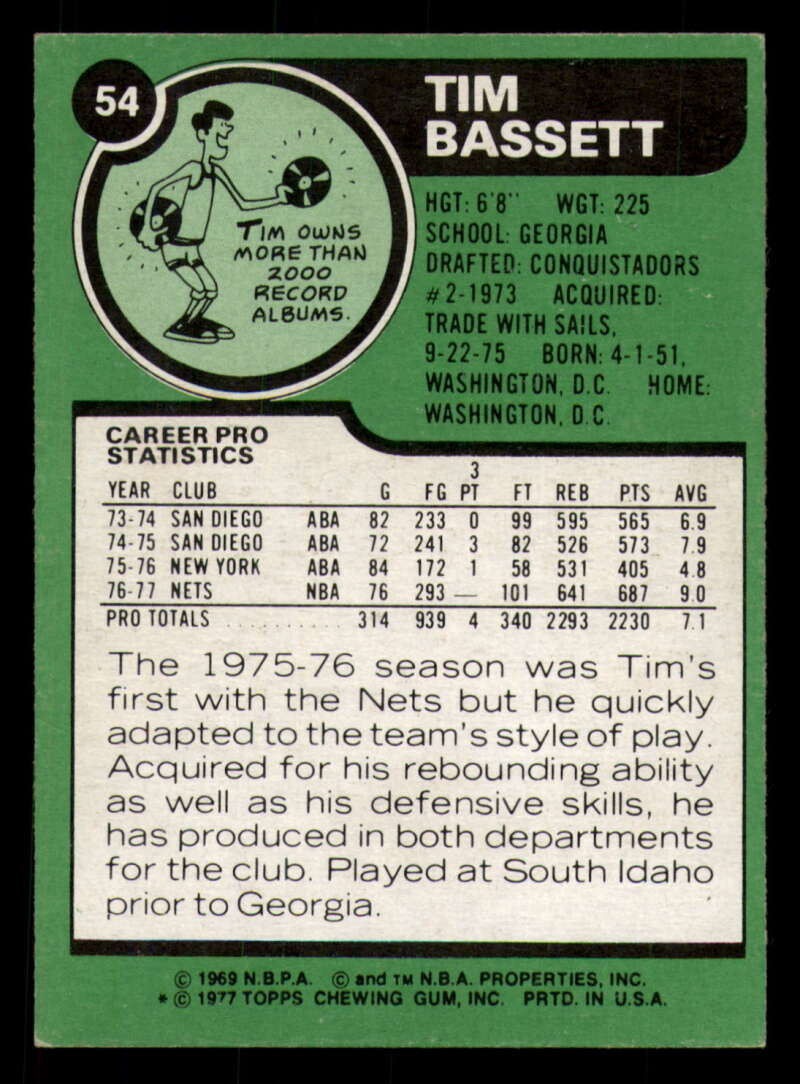 54
TIM
BASSETT
TIM OWNS
MORE THAN
2000
RECORD
ALBUMS.
HGT: 6'8" WGT: 225
SCHOOL: GEORGIA
DRAFTED: CONQUISTADORS
#2-1973 ACQUIRED:
TRADE WITH SAILS,
9-22-75 BORN: 4-1-51,
WASHINGTON, D.C. HOME:
WASHINGTON, D.C.
CAREER PRO
STATISTICS
YEAR CLUB G FG 3 PT FT REB PTS AVG
73-74 SAN DIEGO ABA 82 233 0 99 595 565 6.9
74-75 SAN DIEGO ABA 72 241 3 82 526 573 7.9
75-76 NEW YORK ABA 84 172 1 58 531 405 4.8
76-77 NETS NBA 76 293 — 101 641 687 9.0
PRO TOTALS . . . . . . . . . . 314 939 4 340 2293 2230 7.1
The 1975-76 season was Tim's
first with the Nets but he quickly
adapted to the team's style of play.
Acquired for his rebounding ability
as well as his defensive skills, he
has produced in both departments
for the club. Played at South Idaho
prior to Georgia.
© 1969 N.B.P.A. © and TM N.B.A. PROPERTIES, INC.
* © 1977 TOPPS CHEWING GUM, INC. PRTD. IN U.S.A.